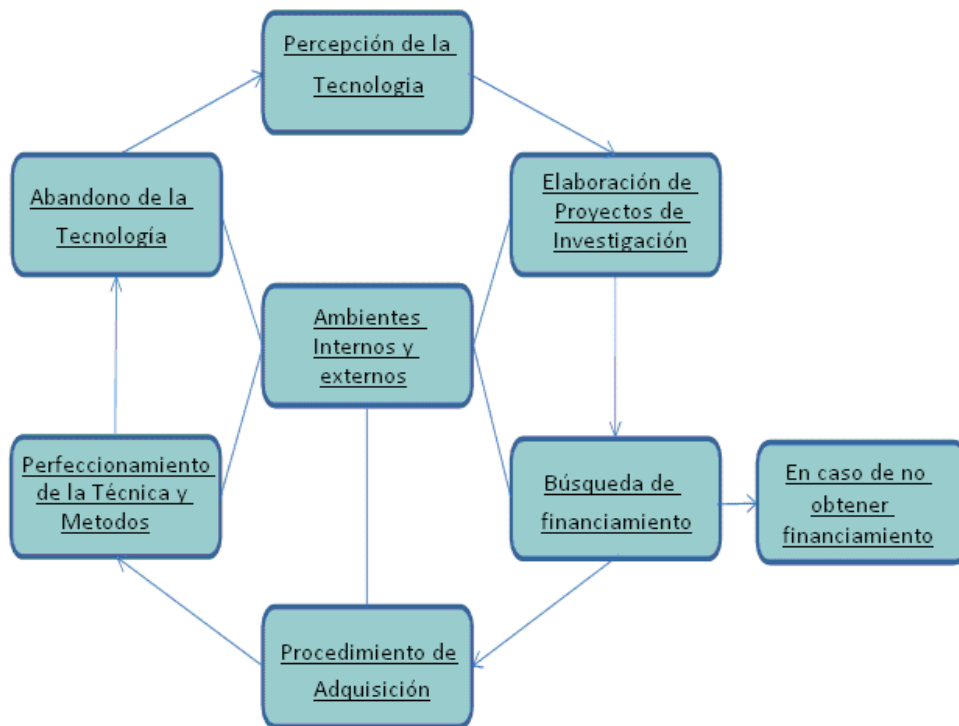 Percepción de la
Tecnologia
Abandono de la
Tecnología
Elaboración de
Proyectos de
Investigación
Ambientes
Internos y
externos
Perfeccionamiento
de la Técnica y
Metodos
Búsqueda de
financiamiento
En caso de no
obtener
financiamiento
Procedimiento de
Adquisición